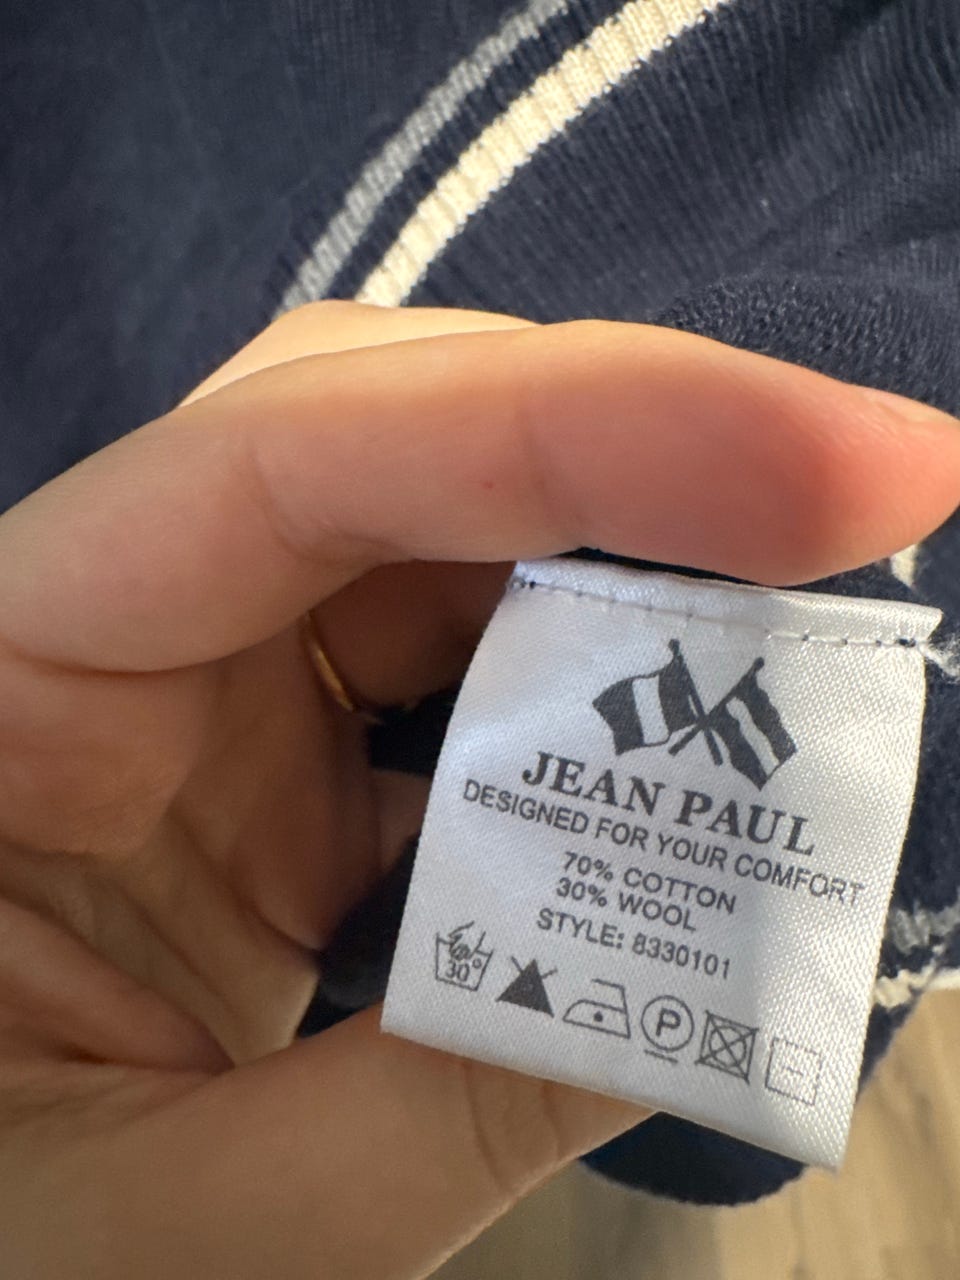 JEAN PAUL
DESIGNED FOR YOUR COMFORT
70% COTTON
30% WOOL
STYLE: 8330101
30°
P